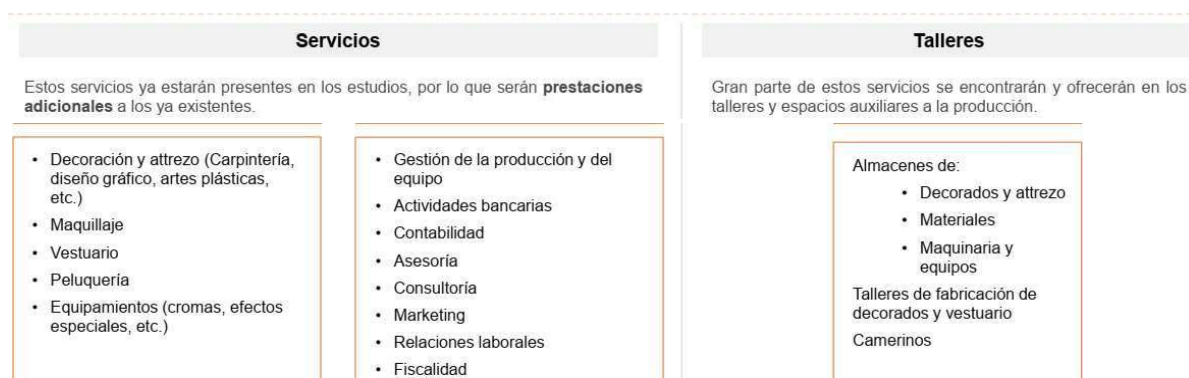 Servicios
Estos servicios ya estarán presentes en los estudios, por lo que serán prestaciones
adicionales a los ya existentes.
• Decoración y attrezo (Carpintería,
diseño gráfico, artes plásticas,
etc.)
• Maquillaje
• Vestuario
• Peluquería
• Equipamientos (cromas, efectos
especiales, etc.)
• Gestión de la producción y del
equipo
• Actividades bancarias
• Contabilidad
• Asesoría
• Consultoría
• Marketing
• Relaciones laborales
• Fiscalidad
Talleres
Gran parte de estos servicios se encontrarán y ofrecerán en los
talleres y espacios auxiliares a la producción.
Almacenes de:
• Decorados y attrezo
• Materiales
• Maquinaria y
equipos
Talleres de fabricación de
decorados y vestuario
Camerinos